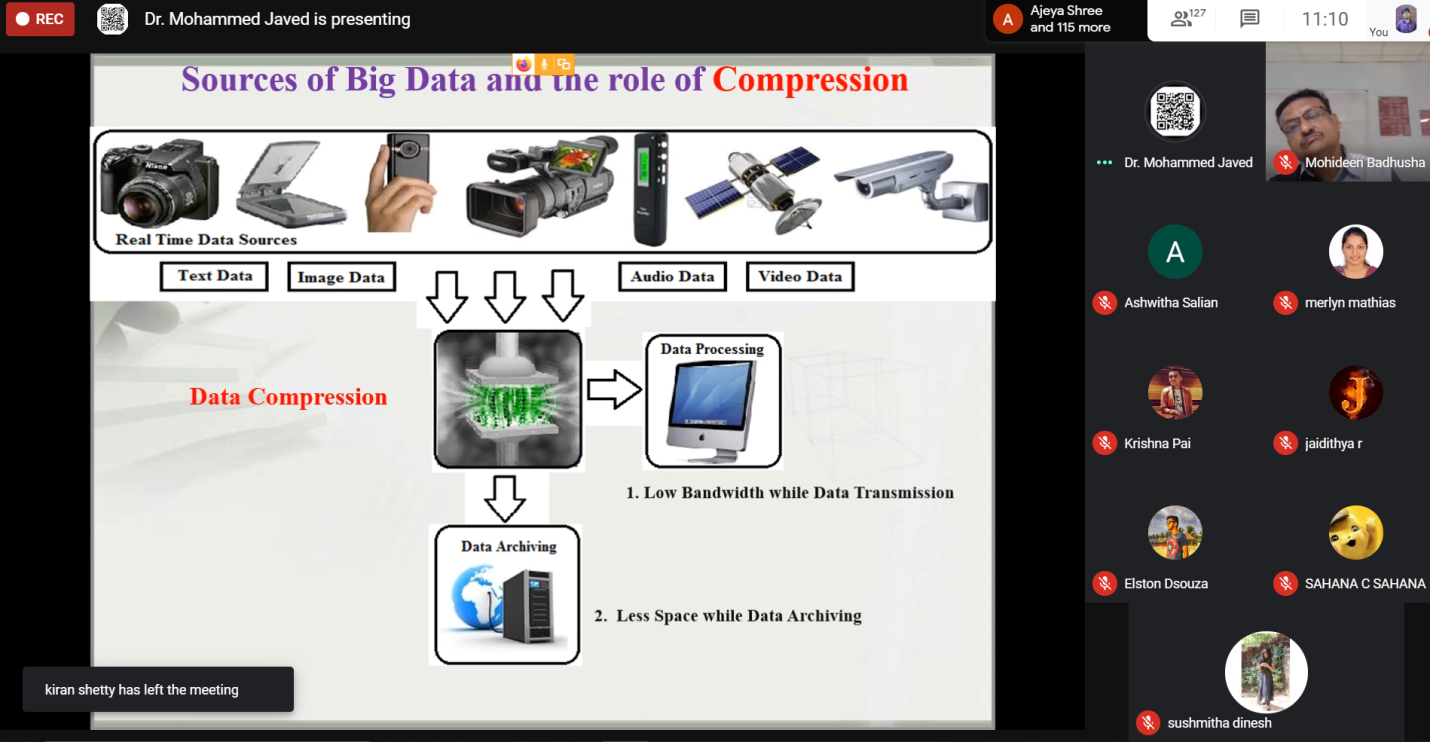 REC
Dr. Mohammed Javed is presenting
A
Ajeya Shree
and 115 more
127
11:10
You
Sources of Big Data and the role of Compression
Nikon
Real Time Data Sources
Text Data
Image Data
Audio Data
Video Data
Data Compression
Data Processing
1. Low Bandwidth while Data Transmission
Data Archiving
2. Less Space while Data Archiving
kiran shetty has left the meeting
Dr. Mohammed Javed
Mohideen Badhusha
A
Ashwitha Salian
merlyn mathias
Krishna Pai
J
jaidithya r
Elston Dsouza
SAHANA C SAHANA
sushmitha dinesh